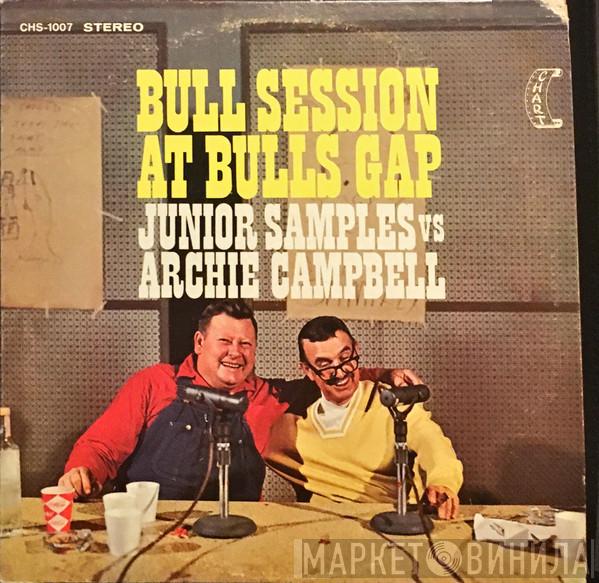 CHS-1007 STEREO
CHART
BULL SESSION
AT BULLS GAP
JUNIOR SAMPLES VS
ARCHIE CAMPBELL
МАРКЕТ ВИНИЛА